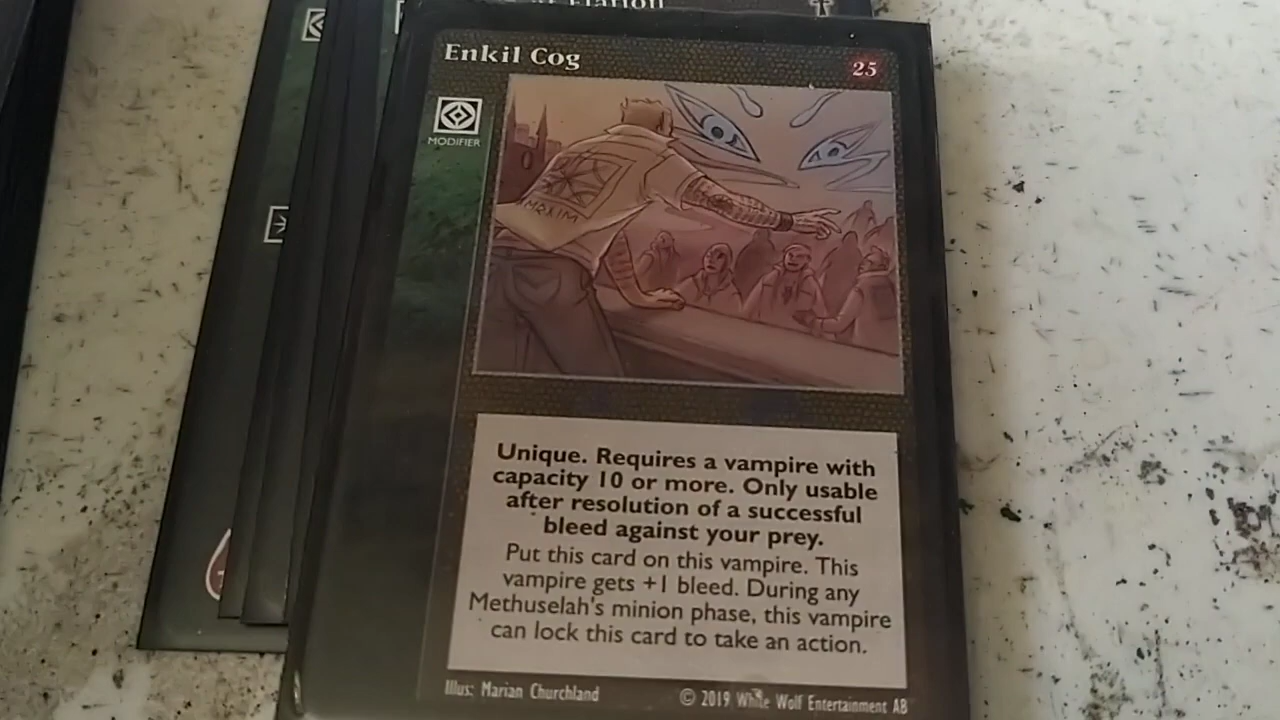 Enkil Cog
25
MODIFIER
MAXIM
Unique. Requires a vampire with
capacity 10 or more. Only usable
after resolution of a successful
bleed against your prey.
Put this card on this vampire. This
vampire gets +1 bleed. During any
Methuselah's minion phase, this vampire
can lock this card to take an action.
Illus: Marian Churchland
© 2019 White Wolf Entertainment AB